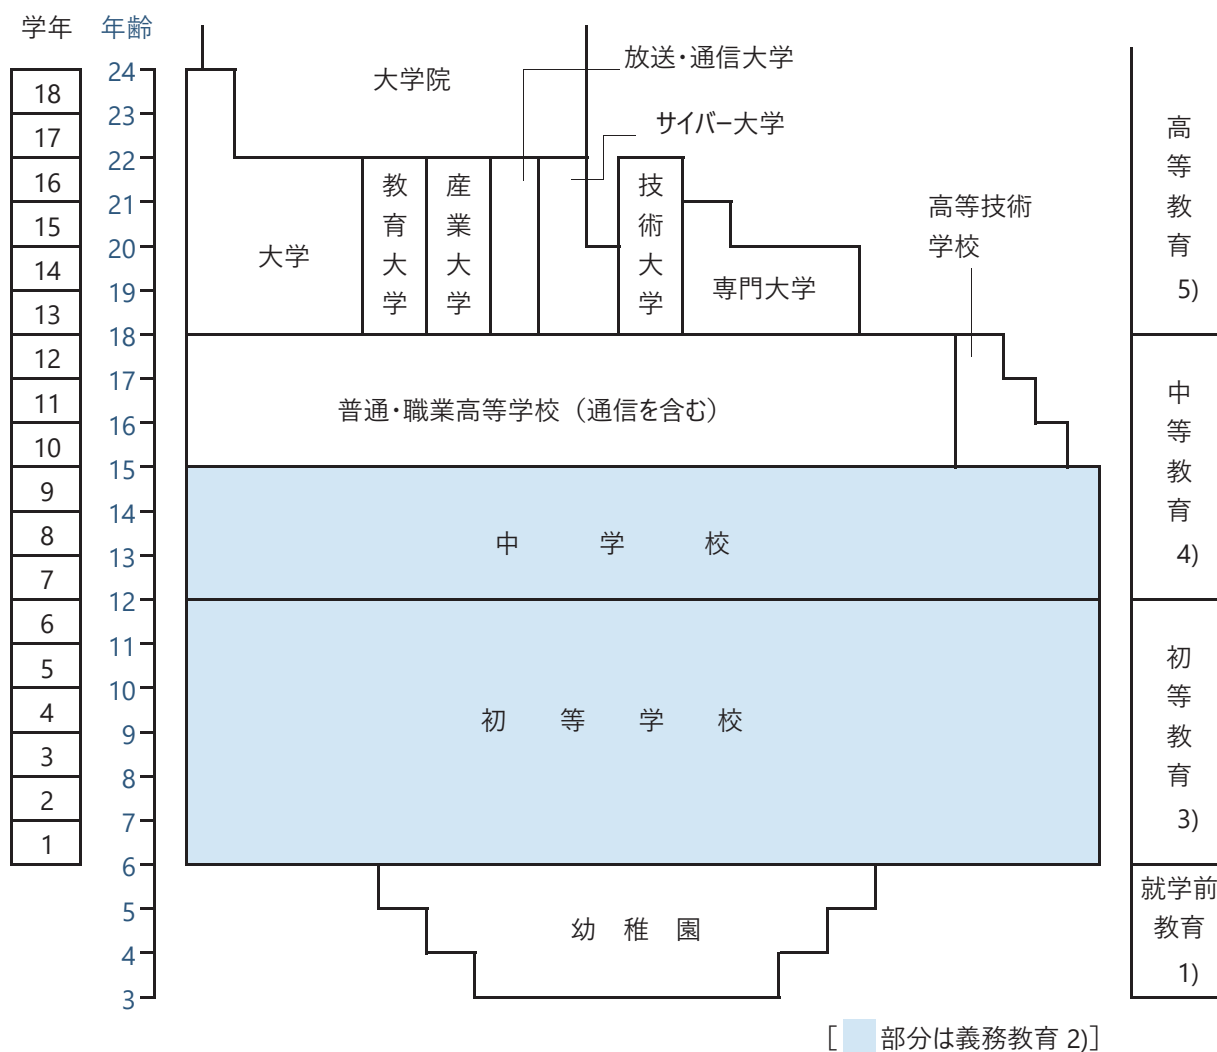 学年
年齢
18
17
16
15
14
13
12
11
10
9
8
7
6
5
4
3
2
1
24
23
22
21
20
19
18
17
16
15
14
13
12
11
10
9
8
7
6
5
4
3
大学院
放送・通信大学
サイバー大学
大学
教育大学
産業大学
技術大学
専門大学
高等技術
学校
普通・職業高等学校（通信を含む）
中学校
初等学校
幼稚園
高等教育
5)
中等教育
4)
初等教育
3)
就学前
教育
1)
[ 部分は義務教育 2)]